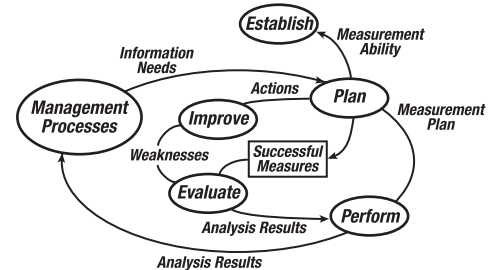 Establish
Measurement
Ability
Information
Needs
Plan
Actions
Management
Processes
Improve
Measurement
Plan
Weaknesses
Successful
Measures
Evaluate
Perform
Analysis Results
Analysis Results